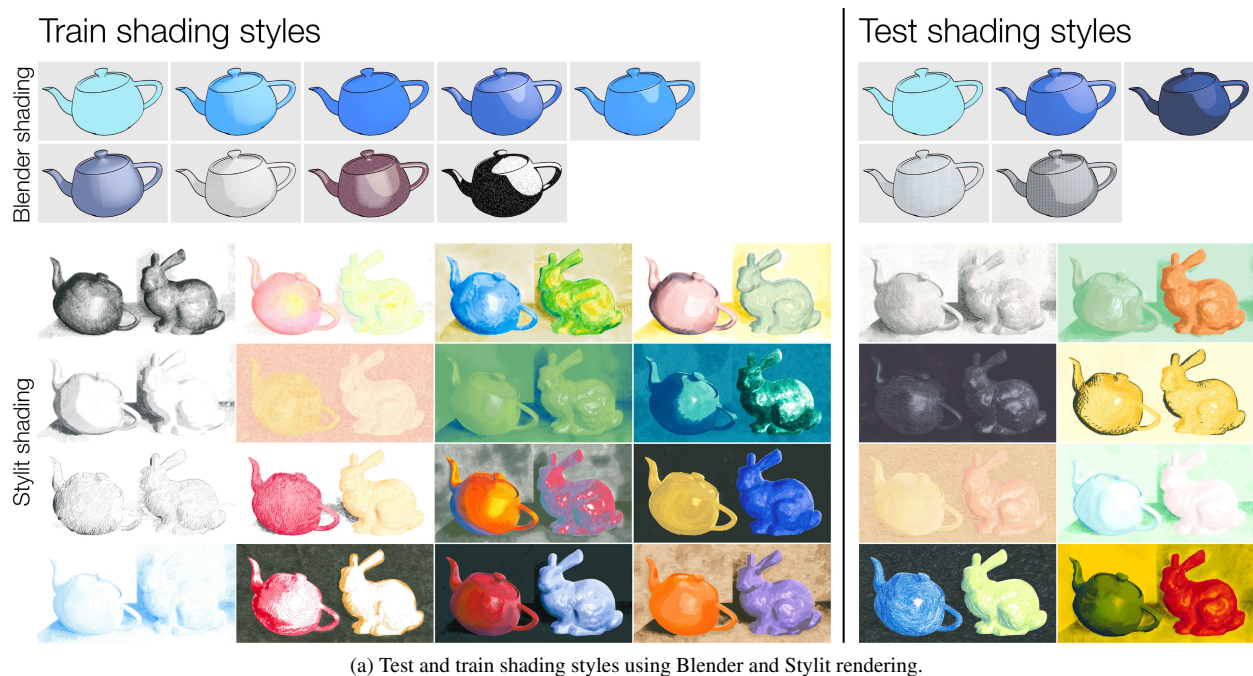 Train shading styles
Test shading styles
Blender shading
Stylit shading
(a) Test and train shading styles using Blender and Stylit rendering.